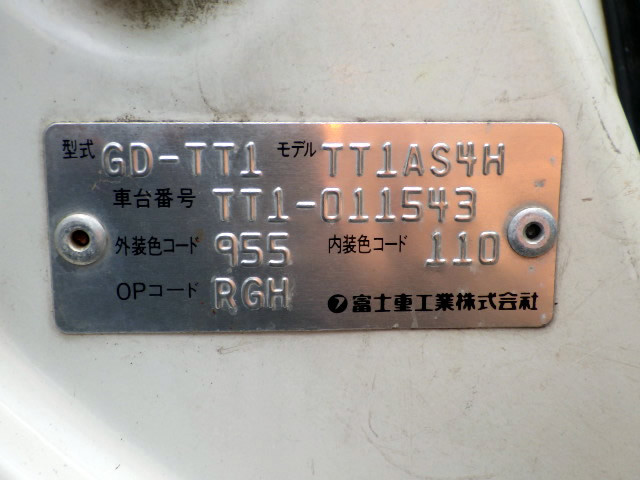 型式 GD-TT1 モデル TT1AS4H
車台番号 TT1-011543
外装色コード 955 内装色コード 110
OPコード RGH 富士重工業株式会社